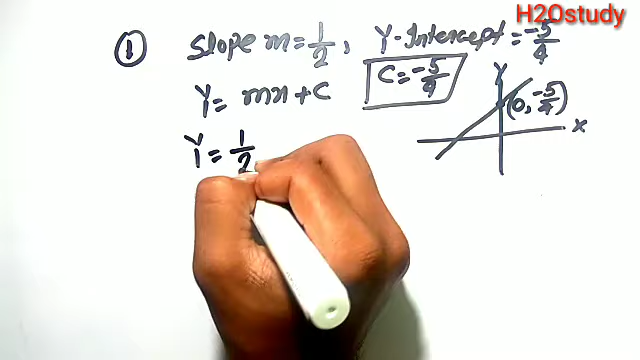 H2Ostudy
① Slope m = 1/2, Y-Intercept = -5/4
Y = mx + C
C = -5/4
Y
(0, -5/4)
X
Y = 1/2